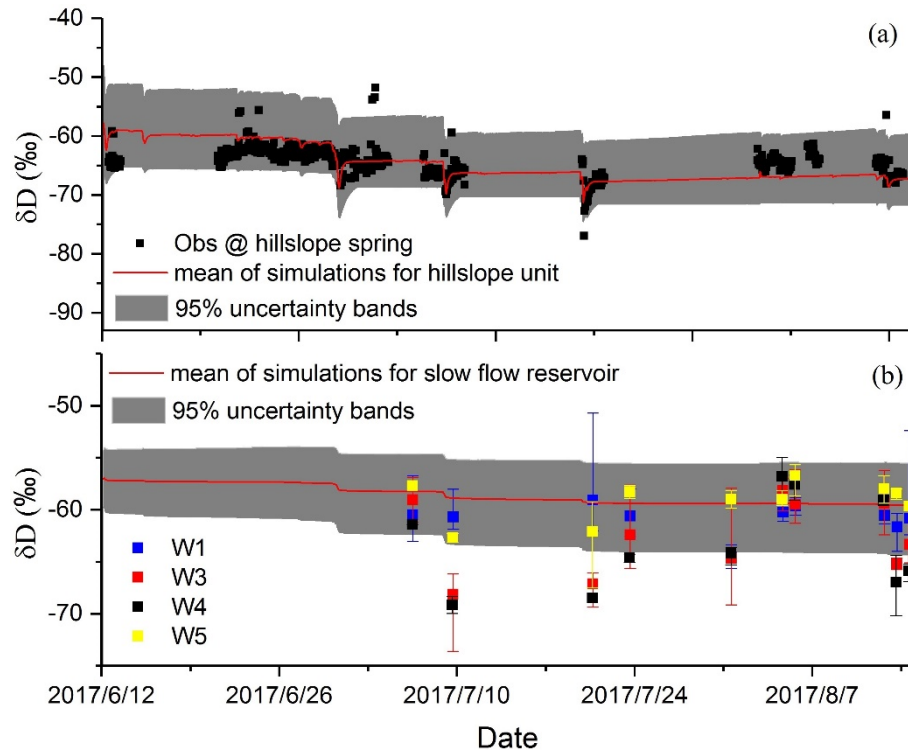 (a)
-40
-50
-60
-70
-80
-90
δD (‰)
Obs @ hillslope spring
mean of simulations for hillslope unit
95% uncertainty bands
(b)
mean of simulations for slow flow reservoir
95% uncertainty bands
-50
-60
-70
δD (‰)
W1
W3
W4
W5
2017/6/12 2017/6/26 2017/7/10 2017/7/24 2017/8/7
Date